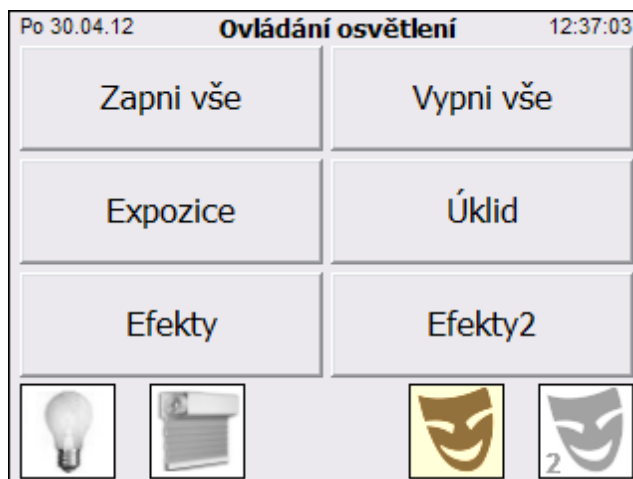 Po 30.04.12 Ovládání osvětlení 12:37:03
Zapni vše Vypni vše
Expozice Úklid
Efekty Efekty2
2